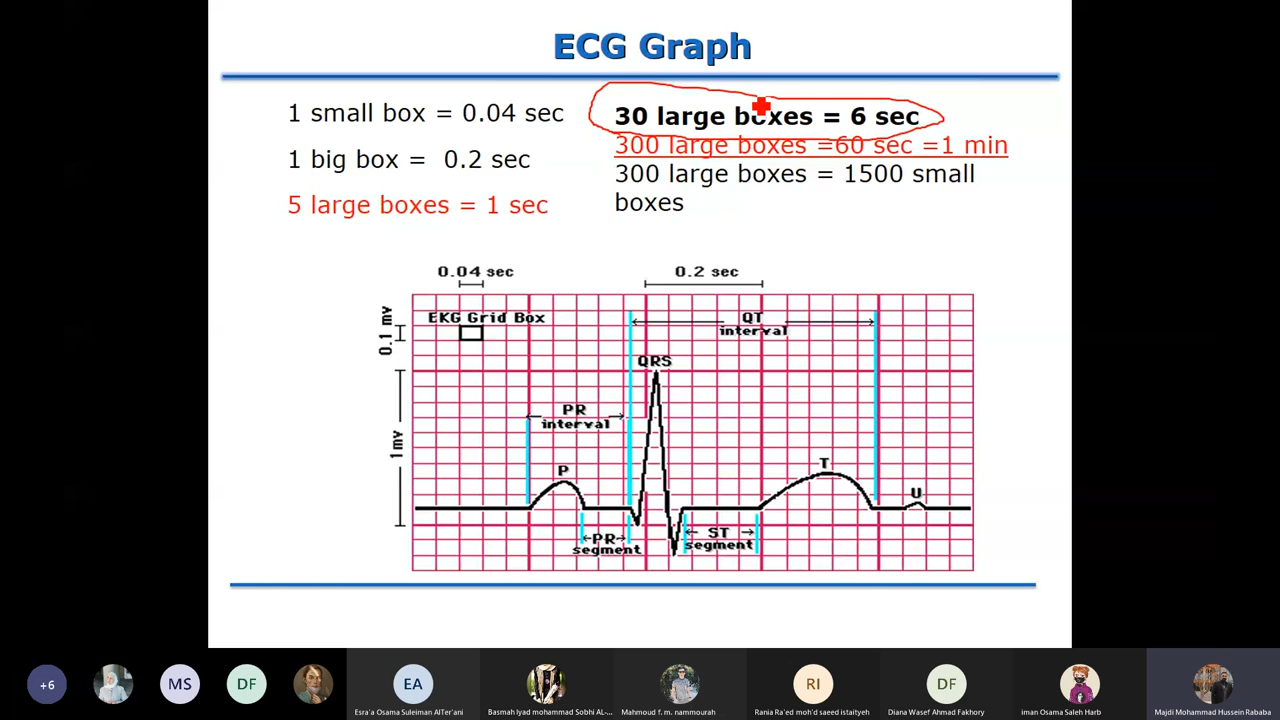 ECG Graph
1 small box = 0.04 sec
1 big box = 0.2 sec
5 large boxes = 1 sec
30 large boxes = 6 sec
300 large boxes =60 sec =1 min
300 large boxes = 1500 small
boxes
0.04 sec
0.2 sec
0.1 mv
EKG Grid Box
QT
interval
QRS
PR
interval
1mv
P
T
U
PR
segment
ST
segment
+6
MS
DF
EA
RI
DF
Esra'a Osama Suleiman AlTer'ani
Basmah Iyad mohammad Sobhi AL-...
Mahmoud f. m. nammourah
Rania Ra'ed moh'd saeed istaityeh
Diana Wasef Ahmad Fakhory
iman Osama Saleh Harb
Majdi Mohammad Hussein Rababa